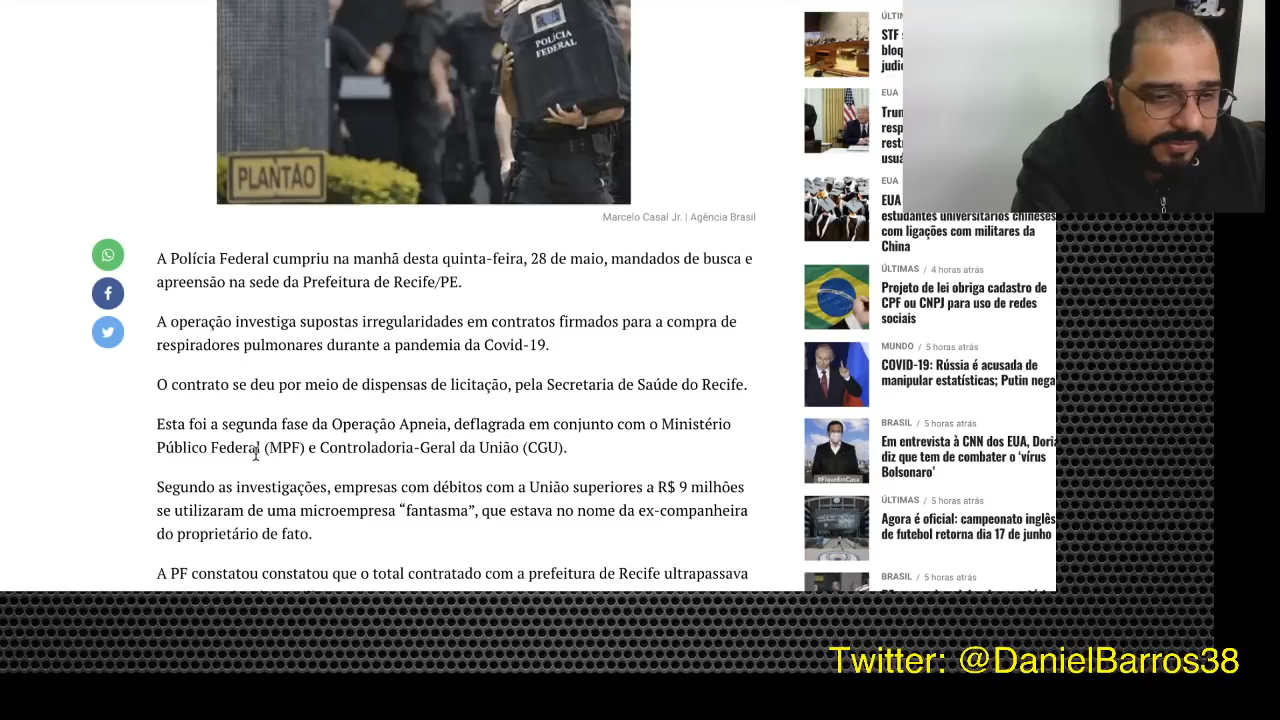 POLÍCIA
FEDERAL
PLANTÃO
Marcelo Casal Jr. | Agência Brasil
A Polícia Federal cumpriu na manhã desta quinta-feira, 28 de maio, mandados de busca e
apreensão na sede da Prefeitura de Recife/PE.
A operação investiga supostas irregularidades em contratos firmados para a compra de
respiradores pulmonares durante a pandemia da Covid-19.
O contrato se deu por meio de dispensas de licitação, pela Secretaria de Saúde do Recife.
Esta foi a segunda fase da Operação Apneia, deflagrada em conjunto com o Ministério
Público Federal (MPF) e Controladoria-Geral da União (CGU).
Segundo as investigações, empresas com débitos com a União superiores a R$ 9 milhões
se utilizaram de uma microempresa “fantasma”, que estava no nome da ex-companheira
do proprietário de fato.
A PF constatou constatou que o total contratado com a prefeitura de Recife ultrapassava
STF
EUA
EUA
EUA
estudantes universitários chineses
com ligações com militares da
China
ÚLTIMAS / 4 horas atrás
Projeto de lei obriga cadastro de
CPF ou CNPJ para uso de redes
sociais
MUNDO / 5 horas atrás
COVID-19: Rússia é acusada de
manipular estatísticas; Putin nega
BRASIL / 5 horas atrás
Em entrevista à CNN dos EUA, Doria
diz que tem de combater o ‘vírus
Bolsonaro’
#FiqueEmCasa
ÚLTIMAS / 5 horas atrás
Agora é oficial: campeonato inglês
de futebol retorna dia 17 de junho
BRASIL / 5 horas atrás
Twitter: @DanielBarros38